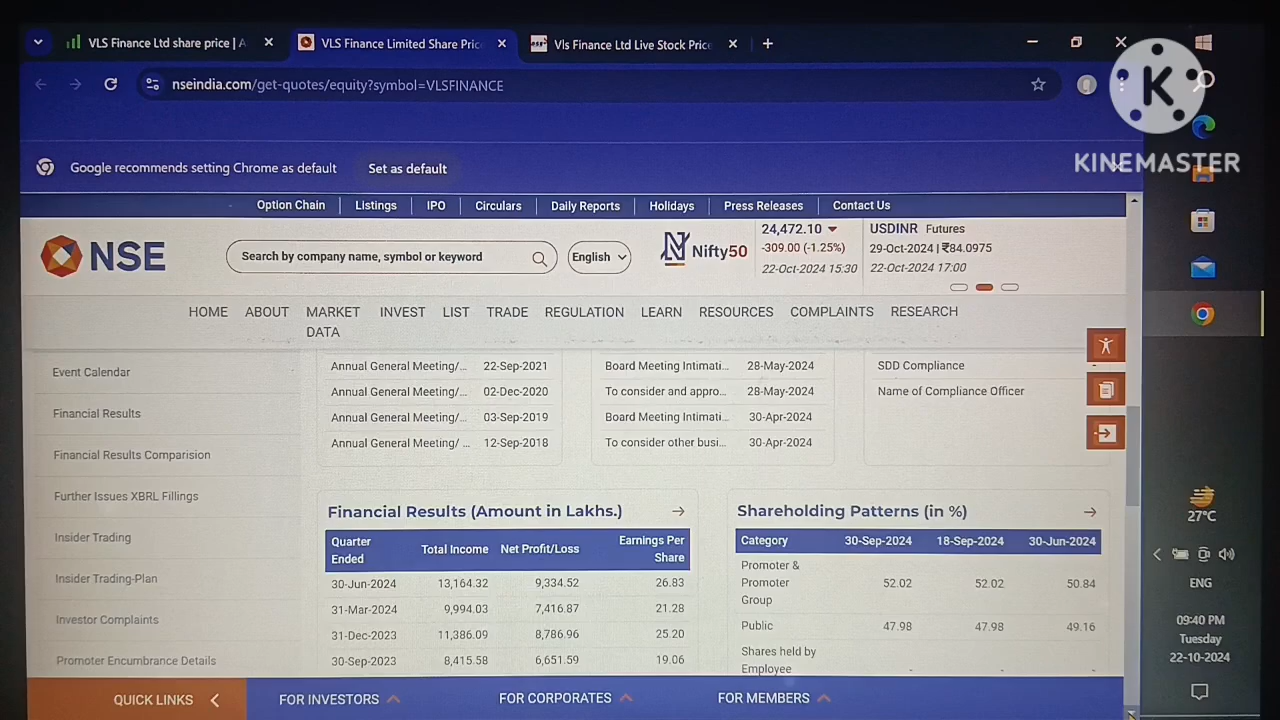 VLS Finance Ltd share price | A
VLS Finance Limited Share Pric
Vls Finance Ltd Live Stock Price
nseindia.com/get-quotes/equity?symbol=VLSFINANCE
g
K
KINEMASTER
Google recommends setting Chrome as default
Set as default
Option Chain
Listings
IPO
Circulars
Daily Reports
Holidays
Press Releases
Contact Us
NSE
Search by company name, symbol or keyword
English
Nifty50
24,472.10
-309.00 (-1.25%)
22-Oct-2024 15:30
USDINR Futures
29-Oct-2024 | ₹84.0975
22-Oct-2024 17:00
HOME
ABOUT
MARKET DATA
INVEST
LIST
TRADE
REGULATION
LEARN
RESOURCES
COMPLAINTS
RESEARCH
Event Calendar
Financial Results
Financial Results Comparision
Further Issues XBRL Fillings
Insider Trading
Insider Trading-Plan
Investor Complaints
Promoter Encumbrance Details
Annual General Meeting/... 22-Sep-2021
Annual General Meeting/... 02-Dec-2020
Annual General Meeting/... 03-Sep-2019
Annual General Meeting/ ... 12-Sep-2018
Board Meeting Intimati... 28-May-2024
To consider and appro... 28-May-2024
Board Meeting Intimati... 30-Apr-2024
To consider other busi... 30-Apr-2024
SDD Compliance -
Name of Compliance Officer
Financial Results (Amount in Lakhs.)
Quarter Ended Total Income Net Profit/Loss Earnings Per Share
30-Jun-2024 13,164.32 9,334.52 26.83
31-Mar-2024 9,994.03 7,416.87 21.28
31-Dec-2023 11,386.09 8,786.96 25.20
30-Sep-2023 8,415.58 6,651.59 19.06
Shareholding Patterns (in %)
Category 30-Sep-2024 18-Sep-2024 30-Jun-2024
Promoter & Promoter Group 52.02 52.02 50.84
Public 47.98 47.98 49.16
Shares held by Employee - - -
QUICK LINKS
FOR INVESTORS
FOR CORPORATES
FOR MEMBERS
27°C
ENG
09:40 PM
Tuesday
22-10-2024